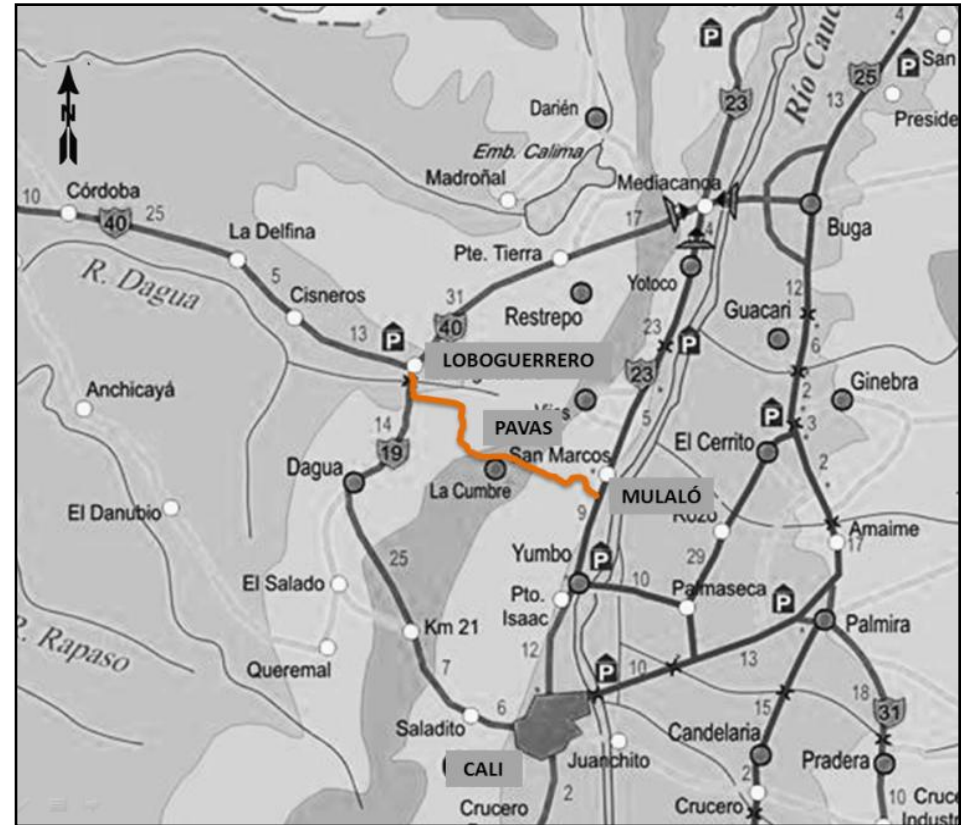 N
Río Cauc
4
San
25
13
Preside
23
Darién
Emb. Calima
Madroñal
Mediacanoa
17
4
Buga
10
Córdoba
40
25
La Delfina
R. Dagua
5
Cisneros
Pte. Tierra
Yotoco
31
40
Restrepo
12
Guacari
23
6
13
LOBOGUERRERO
23
2
Ginebra
Anchicayá
5
3
PAVAS
El Cerrito
14
19
San Marcos
2
Dagua
La Cumbre
MULALÓ
9
Rozo
Amaime
El Danubio
17
Yumbo
29
25
10
Palmaseca
El Salado
Pto.
Isaac
Palmira
Km 21
R. Rapaso
Queremal
12
13
10
7
18
15
31
6
Saladito
Candelaria
CALI
Juanchito
2
Pradera
2
Crucero
Crucero
10
Cruce
Industr
P
P
P
P
P
P
P
P